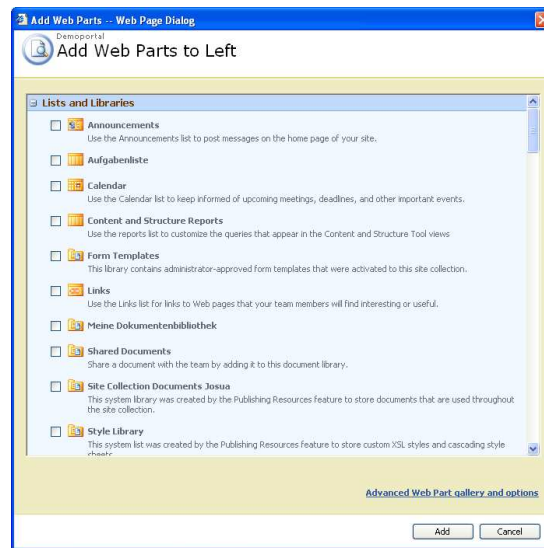 Add Web Parts -- Web Page Dialog
Demoportal
Add Web Parts to Left
Lists and Libraries
Announcements
Use the Announcements list to post messages on the home page of your site.
Aufgabenliste
Calendar
Use the Calendar list to keep informed of upcoming meetings, deadlines, and other important events.
Content and Structure Reports
Use the reports list to customize the queries that appear in the Content and Structure Tool views
Form Templates
This library contains administrator-approved form templates that were activated to this site collection.
Links
Use the Links list for links to Web pages that your team members will find interesting or useful.
Meine Dokumentenbibliothek
Shared Documents
Share a document with the team by adding it to this document library.
Site Collection Documents Josua
This system library was created by the Publishing Resources feature to store documents that are used throughout
the site collection.
Style Library
This system list was created by the Publishing Resources feature to store custom XSL styles and cascading style
sheets.
Advanced Web Part gallery and options
Add Cancel